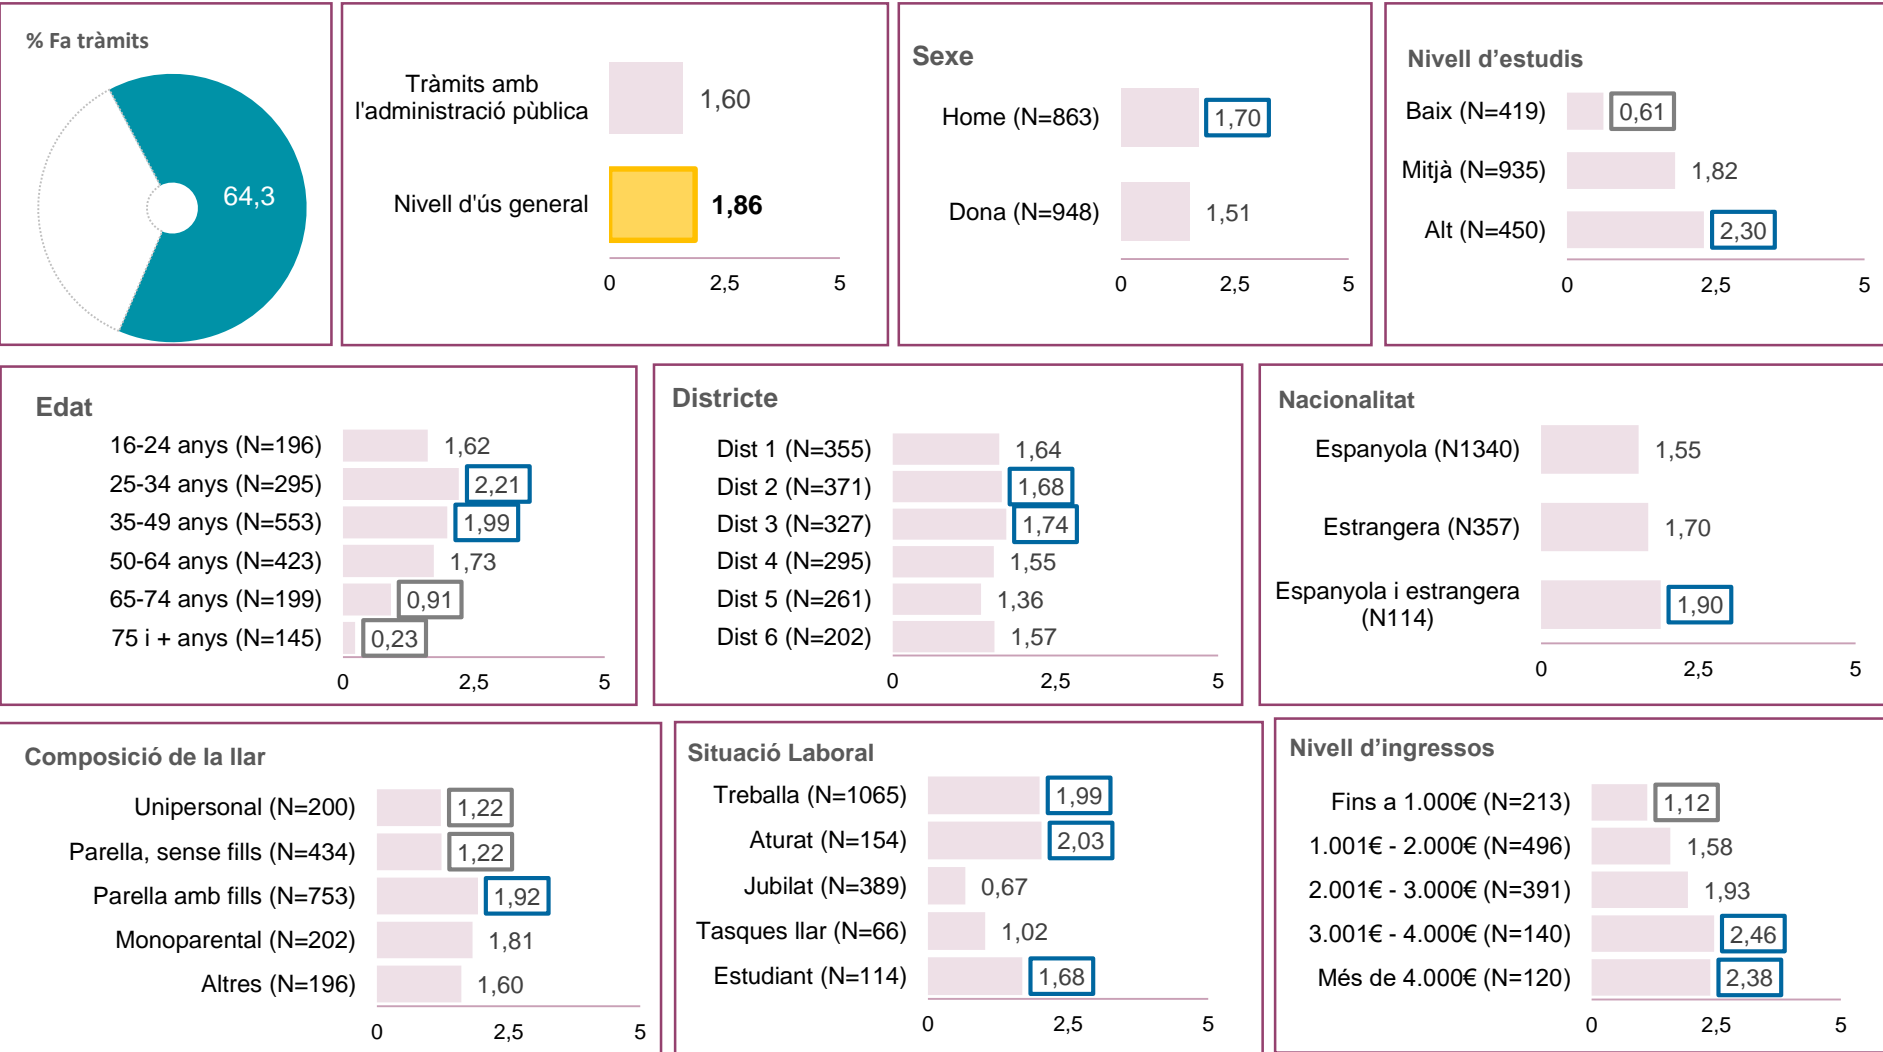 % Fa tràmits
64,3
Tràmits amb
l'administració pùblica
1,60
Nivell d'ús general
1,86
0 2,5 5
Sexe
Home (N=863) 1,70
Dona (N=948) 1,51
0 2,5 5
Nivell d’estudis
Baix (N=419) 0,61
Mitjà (N=935) 1,82
Alt (N=450) 2,30
0 2,5 5
Edat
16-24 anys (N=196) 1,62
25-34 anys (N=295) 2,21
35-49 anys (N=553) 1,99
50-64 anys (N=423) 1,73
65-74 anys (N=199) 0,91
75 i + anys (N=145) 0,23
0 2,5 5
Districte
Dist 1 (N=355) 1,64
Dist 2 (N=371) 1,68
Dist 3 (N=327) 1,74
Dist 4 (N=295) 1,55
Dist 5 (N=261) 1,36
Dist 6 (N=202) 1,57
0 2,5 5
Nacionalitat
Espanyola (N1340) 1,55
Estrangera (N357) 1,70
Espanyola i estrangera
(N114)
1,90
0 2,5 5
Composició de la llar
Unipersonal (N=200) 1,22
Parella, sense fills (N=434) 1,22
Parella amb fills (N=753) 1,92
Monoparental (N=202) 1,81
Altres (N=196) 1,60
0 2,5 5
Situació Laboral
Treballa (N=1065) 1,99
Aturat (N=154) 2,03
Jubilat (N=389) 0,67
Tasques llar (N=66) 1,02
Estudiant (N=114) 1,68
0 2,5 5
Nivell d’ingressos
Fins a 1.000€ (N=213) 1,12
1.001€ - 2.000€ (N=496) 1,58
2.001€ - 3.000€ (N=391) 1,93
3.001€ - 4.000€ (N=140) 2,46
Més de 4.000€ (N=120) 2,38
0 2,5 5